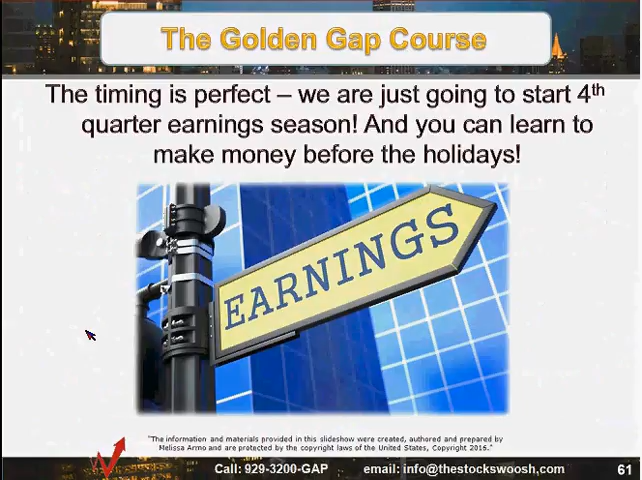 The Golden Gap Course
The timing is perfect – we are just going to start 4th
quarter earnings season! And you can learn to
make money before the holidays!
EARNINGS
"The information and materials provided in this slideshow were created, authored and prepared by
Melissa Armo and are protected by the copyright laws of the United States, Copyright 2016."
Call: 929-3200-GAP email: info@thestockswoosh.com 61